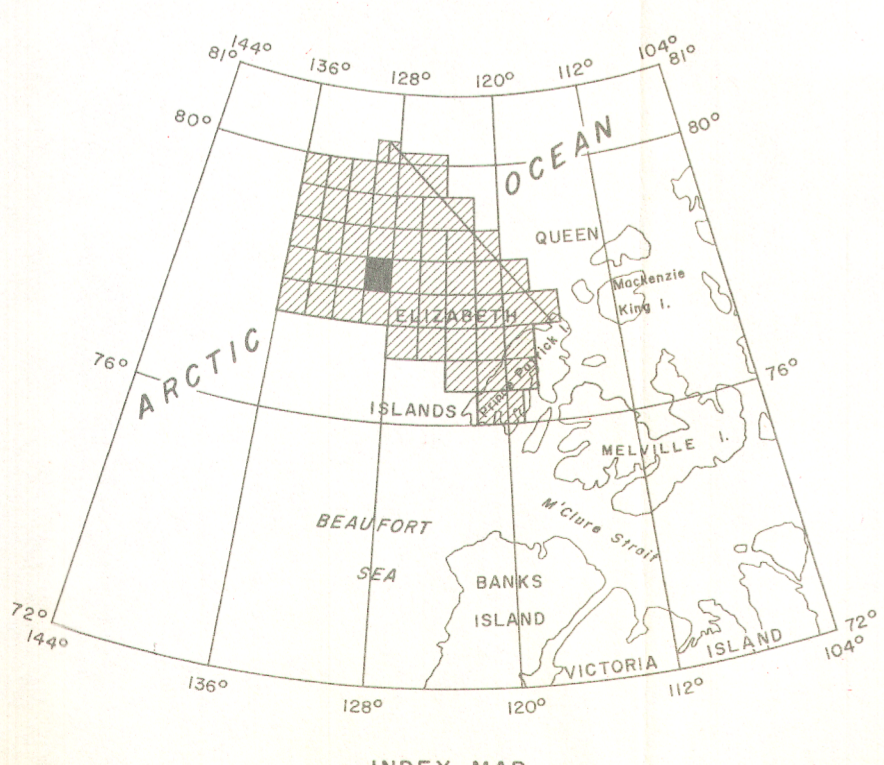 144°
81°
136°
128°
120°
112°
104°
81°
80°
80°
OCEAN
QUEEN
Mackenzie
King I.
ELIZABETH
Prince Patrick I.
ARCTIC
76°
76°
ISLANDS
MELVILLE I.
M'Clure Strait
BEAUFORT
SEA
BANKS
ISLAND
VICTORIA
ISLAND
72°
144°
136°
128°
120°
112°
72°
104°
INDEX MAP